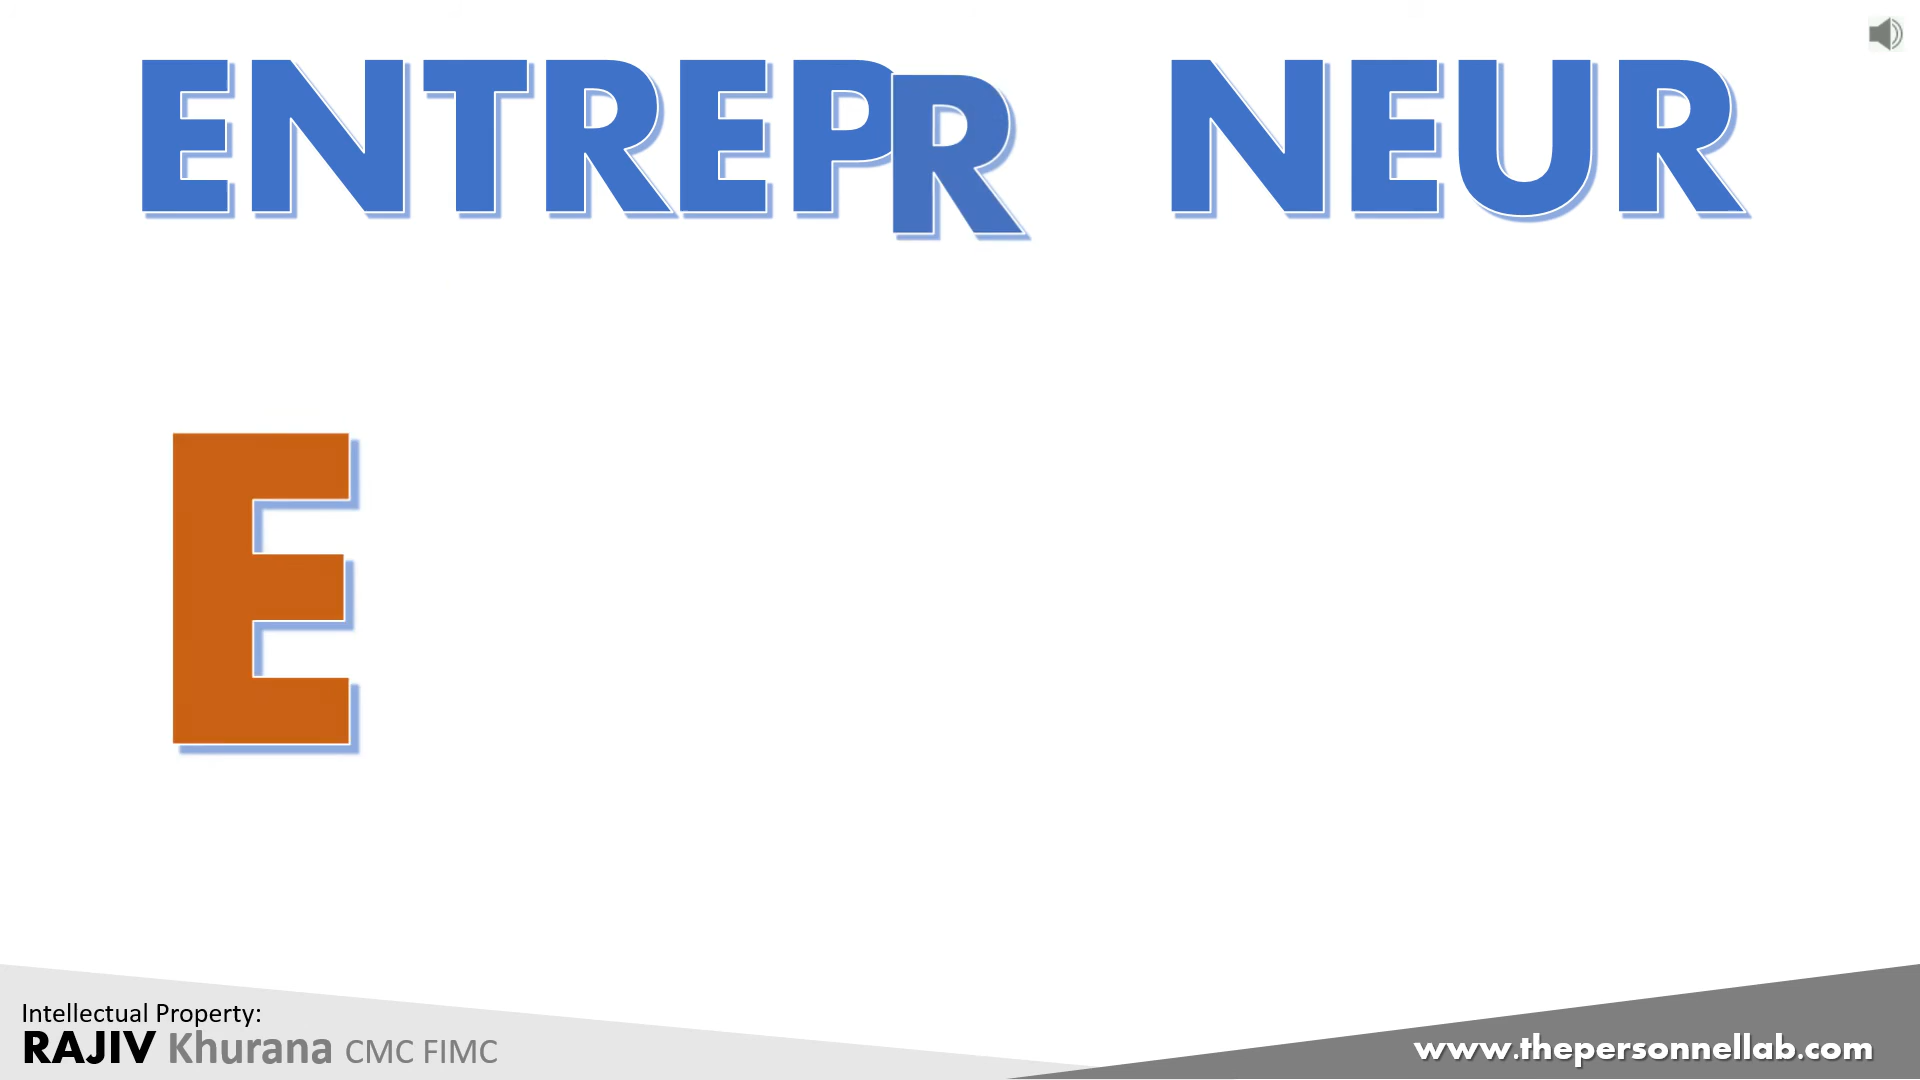 ENTREPR NEUR
E
Intellectual Property:
RAJIV Khurana CMC FIMC
www.thepersonnellab.com